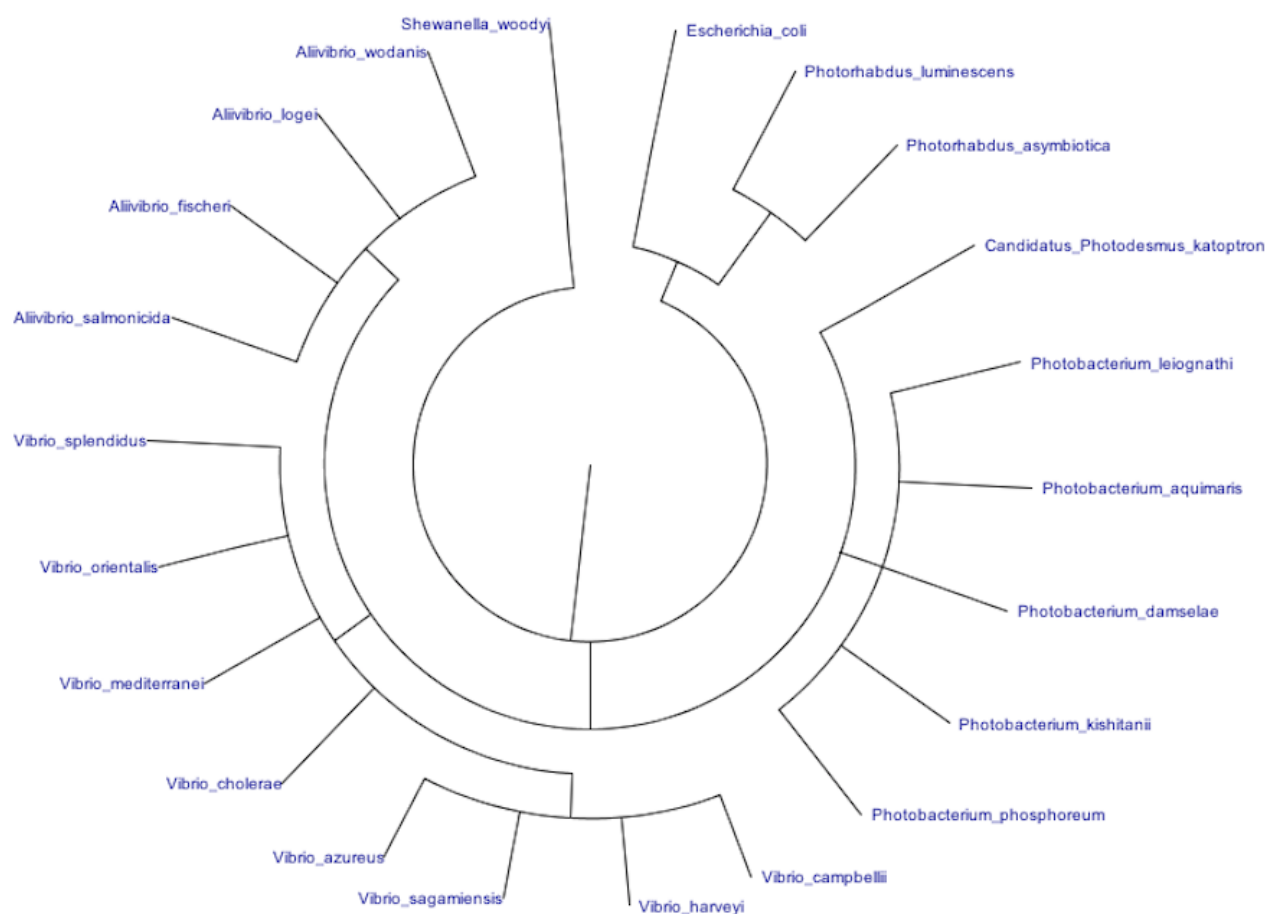 Shewanella_woodyi
Escherichia_coli
Aliivibrio_wodanis
Photorhabdus_luminescens
Aliivibrio_logei
Photorhabdus_asymbiotica
Aliivibrio_fischeri
Candidatus_Photodesmus_katoptron
Aliivibrio_salmonicida
Photobacterium_leiognathi
Vibrio_splendidus
Photobacterium_aquimaris
Vibrio_orientalis
Photobacterium_damselae
Vibrio_mediterranei
Photobacterium_kishitanii
Vibrio_cholerae
Photobacterium_phosphoreum
Vibrio_azureus
Vibrio_campbellii
Vibrio_sagamiensis
Vibrio_harveyi